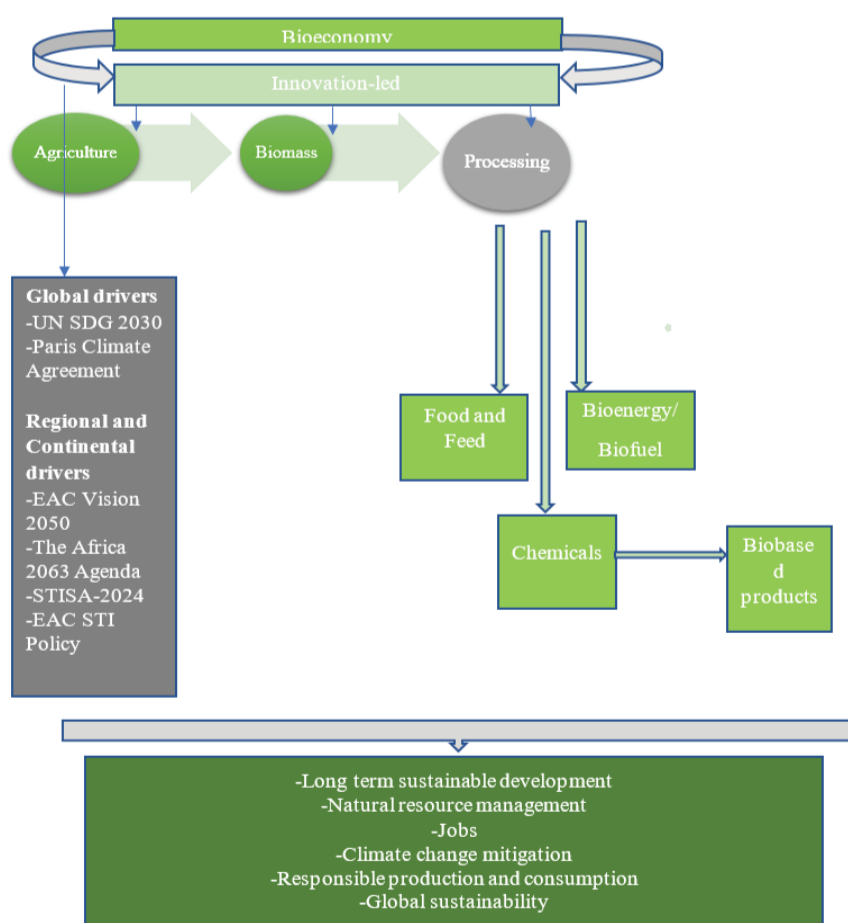 Bioeconomy
Innovation-led
Agriculture
Biomass
Processing
Global drivers
-UN SDG 2030
-Paris Climate
Agreement
Regional and
Continental
drivers
-EAC Vision
2050
-The Africa
2063 Agenda
-STISA-2024
-EAC STI
Policy
Food and
Feed
Bioenergy/
Biofuel
Chemicals
Biobase
d
products
-Long term sustainable development
-Natural resource management
-Jobs
-Climate change mitigation
-Responsible production and consumption
-Global sustainability